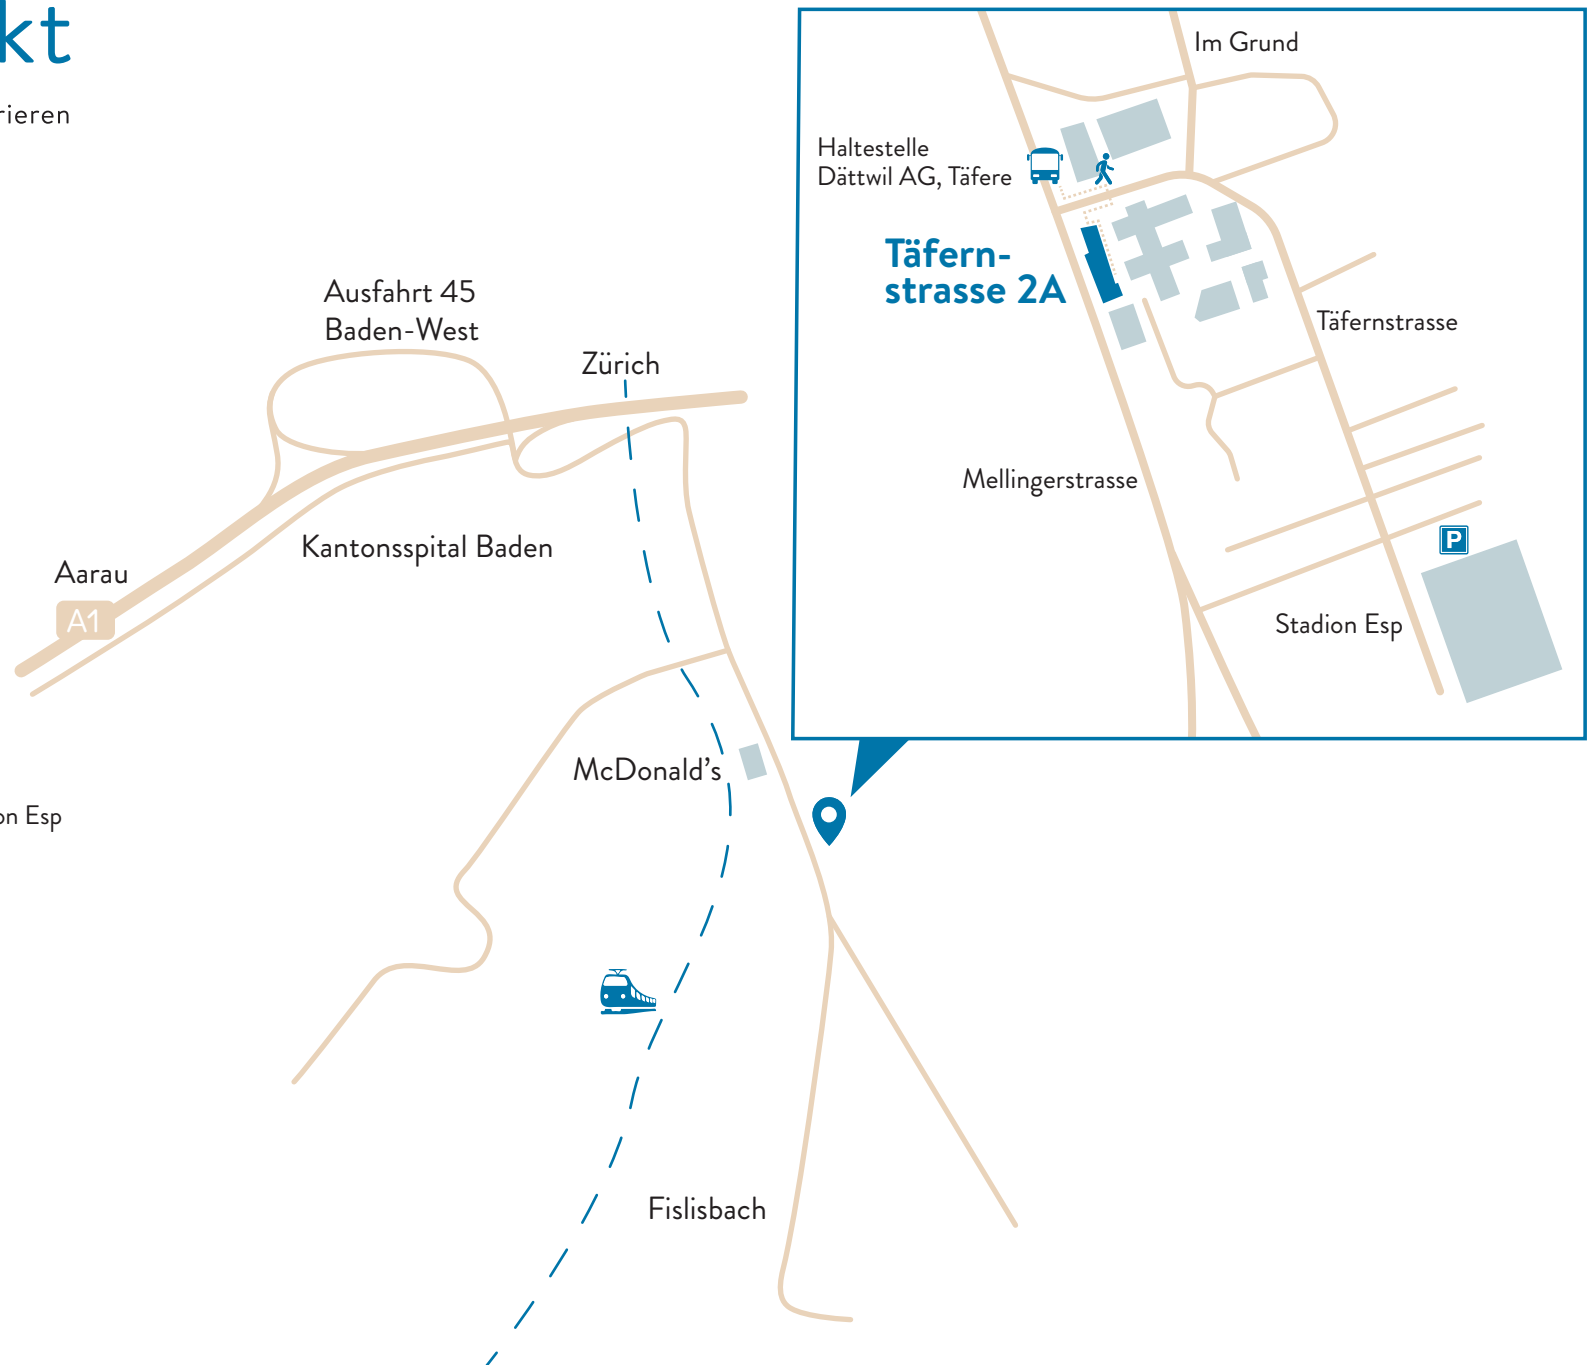 kt
rieren
Im Grund
Haltestelle
Dättwil AG, Täfere
Täfern-
strasse 2A
Ausfahrt 45
Baden-West
Täfernstrasse
Zürich
Mellingerstrasse
Kantonsspital Baden
P
Aarau
A1
Stadion Esp
McDonald’s
on Esp
Fislisbach